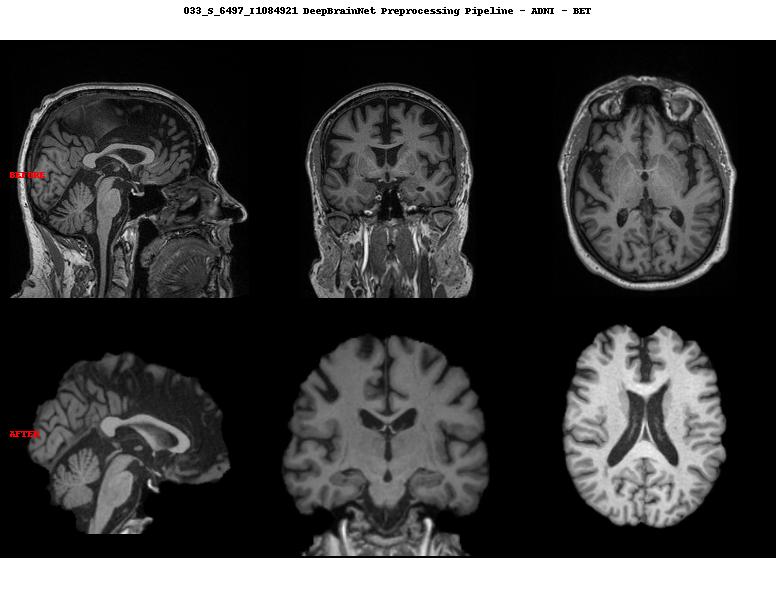 033_S_6497_I1084921 DeepBrainNet Preprocessing Pipeline - ADNI - BET
BEFORE
AFTER